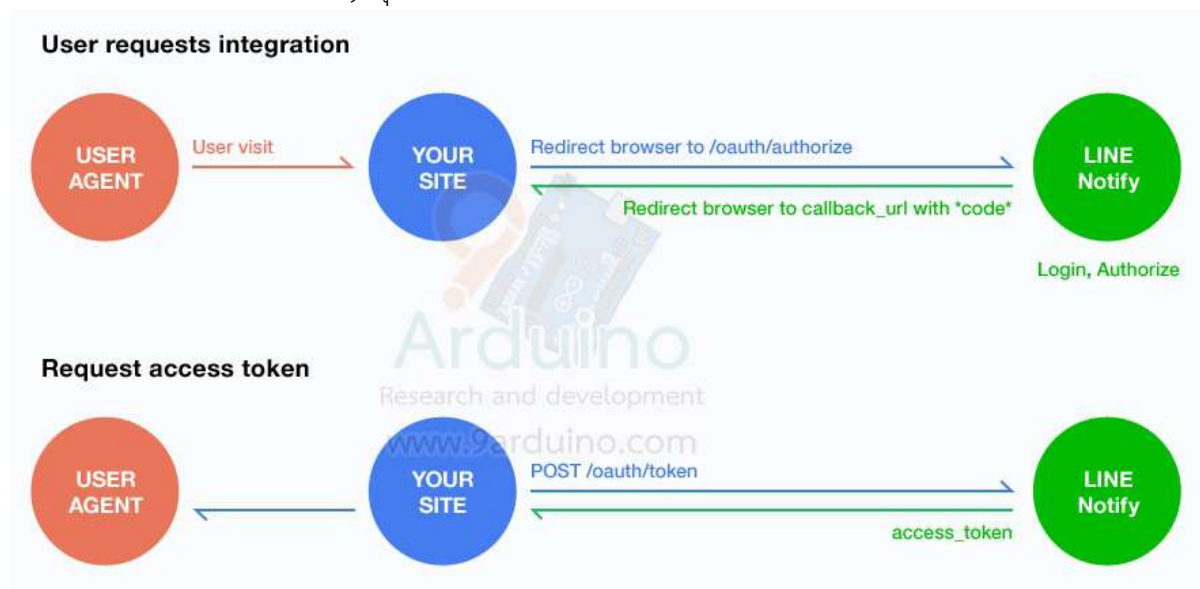 User requests integration
USER
AGENT
User visit
YOUR
SITE
Redirect browser to /oauth/authorize
Redirect browser to callback_url with *code*
LINE
Notify
Login, Authorize
Arduino
Research and development
www.9arduino.com
Request access token
USER
AGENT
YOUR
SITE
POST /oauth/token
access_token
LINE
Notify